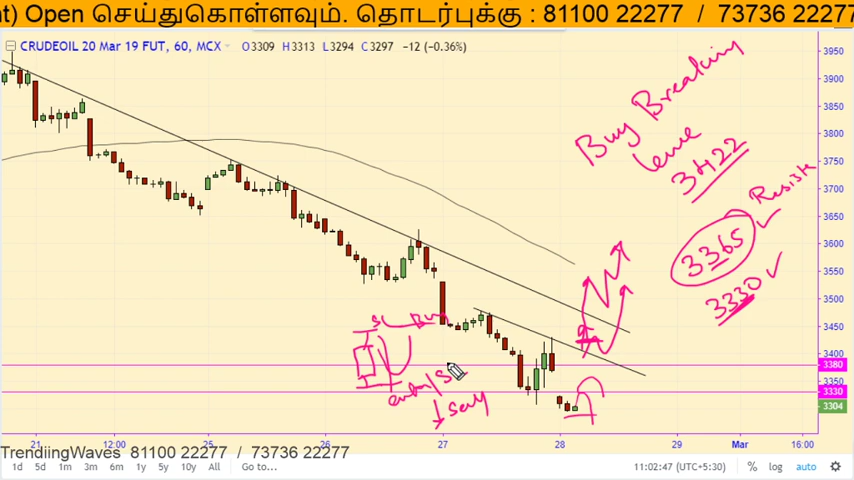 nt) Open செய்துகொள்ளவும். தொடர்புக்கு : 81100 22277 / 73736 22277
CRUDEOIL 20 Mar 19 FUT, 60, MCX O3309 H3313 L3294 C3297 −12 (−0.36%)
Buy Breaking
3422
3365
3330
SL Buy
Sell
3950
3900
3850
3800
3750
3700
3650
3600
3550
3500
3450
3400
3380
3350
3330
3304
21 12:00 25 26 27 28 29 Mar 16:00
TrendiingWaves 81100 22277 / 73736 22277
1d 5d 1m 3m 6m 1y 5y 10y All Go to... 11:02:47 (UTC+5:30) % log auto